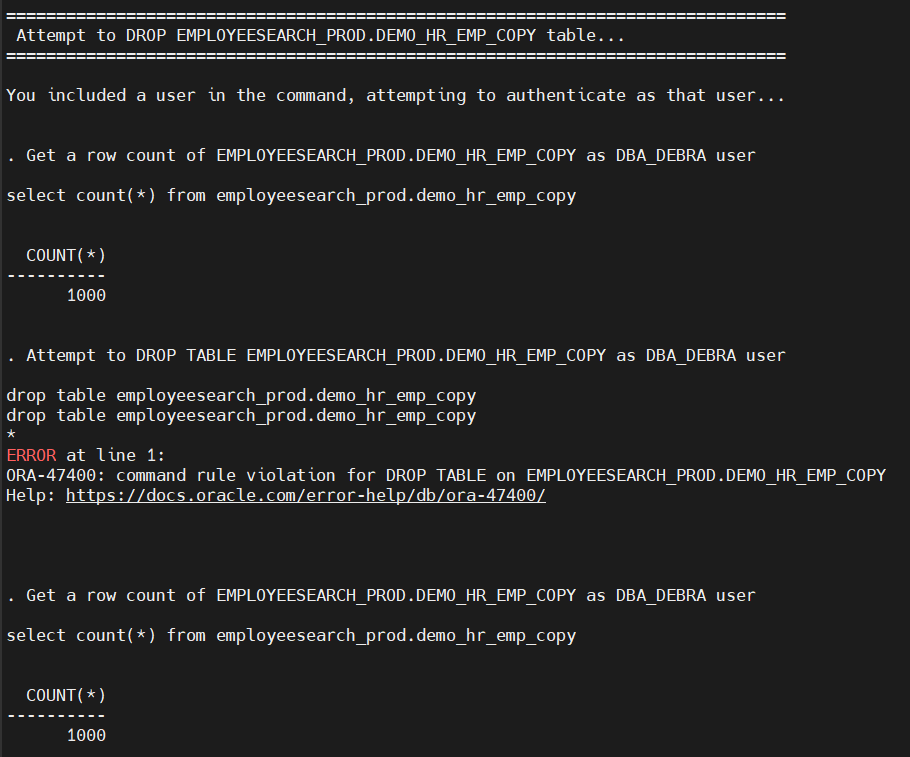 ==============================================================================
Attempt to DROP EMPLOYEESEARCH_PROD.DEMO_HR_EMP_COPY table...
==============================================================================
You included a user in the command, attempting to authenticate as that user...
. Get a row count of EMPLOYEESEARCH_PROD.DEMO_HR_EMP_COPY as DBA_DEBRA user
select count(*) from employeesearch_prod.demo_hr_emp_copy
COUNT(*)
----------
1000
. Attempt to DROP TABLE EMPLOYEESEARCH_PROD.DEMO_HR_EMP_COPY as DBA_DEBRA user
drop table employeesearch_prod.demo_hr_emp_copy
drop table employeesearch_prod.demo_hr_emp_copy
*
ERROR at line 1:
ORA-47400: command rule violation for DROP TABLE on EMPLOYEESEARCH_PROD.DEMO_HR_EMP_COPY
Help: https://docs.oracle.com/error-help/db/ora-47400/
. Get a row count of EMPLOYEESEARCH_PROD.DEMO_HR_EMP_COPY as DBA_DEBRA user
select count(*) from employeesearch_prod.demo_hr_emp_copy
COUNT(*)
----------
1000